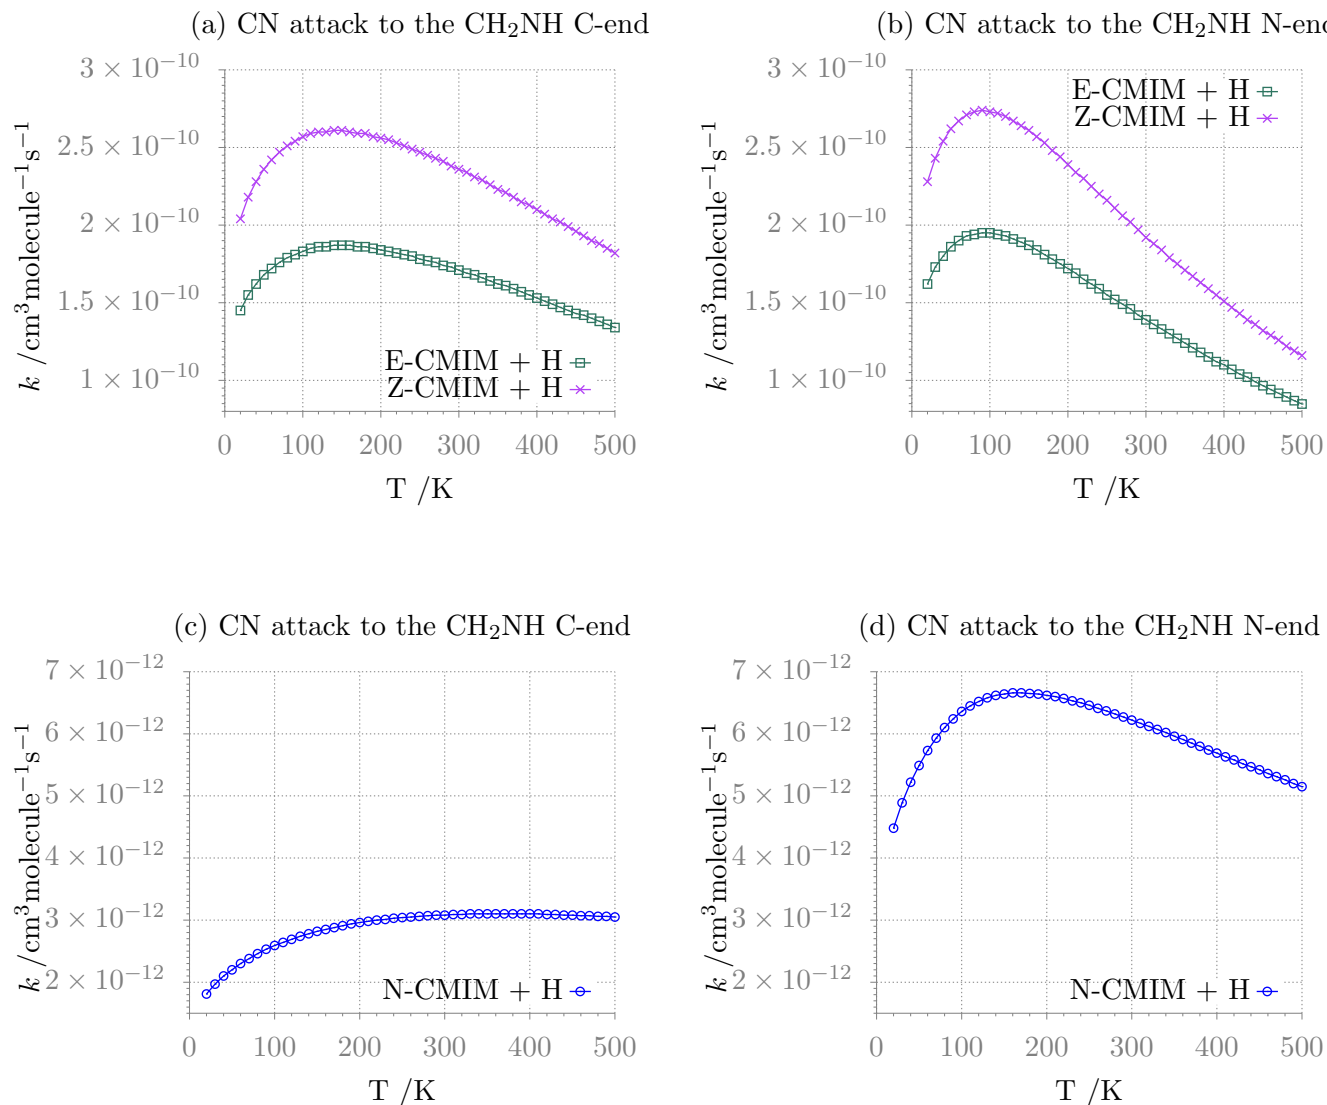 (a) CN attack to the CH₂NH C-end
3 × 10⁻¹⁰
2.5 × 10⁻¹⁰
2 × 10⁻¹⁰
1.5 × 10⁻¹⁰
1 × 10⁻¹⁰
k /cm³molecule⁻¹s⁻¹
E-CMIM + H
Z-CMIM + H
0 100 200 300 400 500
T /K
(b) CN attack to the CH₂NH N-end
3 × 10⁻¹⁰
2.5 × 10⁻¹⁰
2 × 10⁻¹⁰
1.5 × 10⁻¹⁰
1 × 10⁻¹⁰
k /cm³molecule⁻¹s⁻¹
E-CMIM + H
Z-CMIM + H
0 100 200 300 400 500
T /K
(c) CN attack to the CH₂NH C-end
7 × 10⁻¹²
6 × 10⁻¹²
5 × 10⁻¹²
4 × 10⁻¹²
3 × 10⁻¹²
2 × 10⁻¹²
k /cm³molecule⁻¹s⁻¹
N-CMIM + H
0 100 200 300 400 500
T /K
(d) CN attack to the CH₂NH N-end
7 × 10⁻¹²
6 × 10⁻¹²
5 × 10⁻¹²
4 × 10⁻¹²
3 × 10⁻¹²
2 × 10⁻¹²
k /cm³molecule⁻¹s⁻¹
N-CMIM + H
0 100 200 300 400 500
T /K